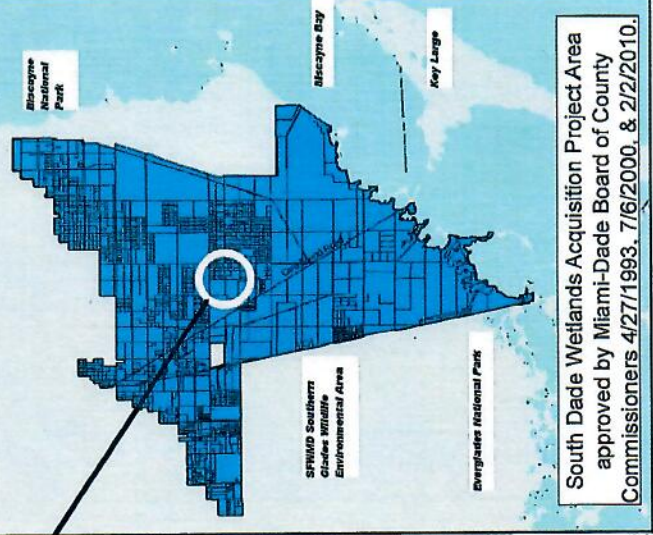 Biscayne
National
Park
Biscayne Bay
Key Largo
SFWMD Southern
Glades Wildlife
Environmental Area
Everglades National Park
South Dade Wetlands Acquisition Project Area
approved by Miami-Dade Board of County
Commissioners 4/27/1993, 7/6/2000, & 2/2/2010.